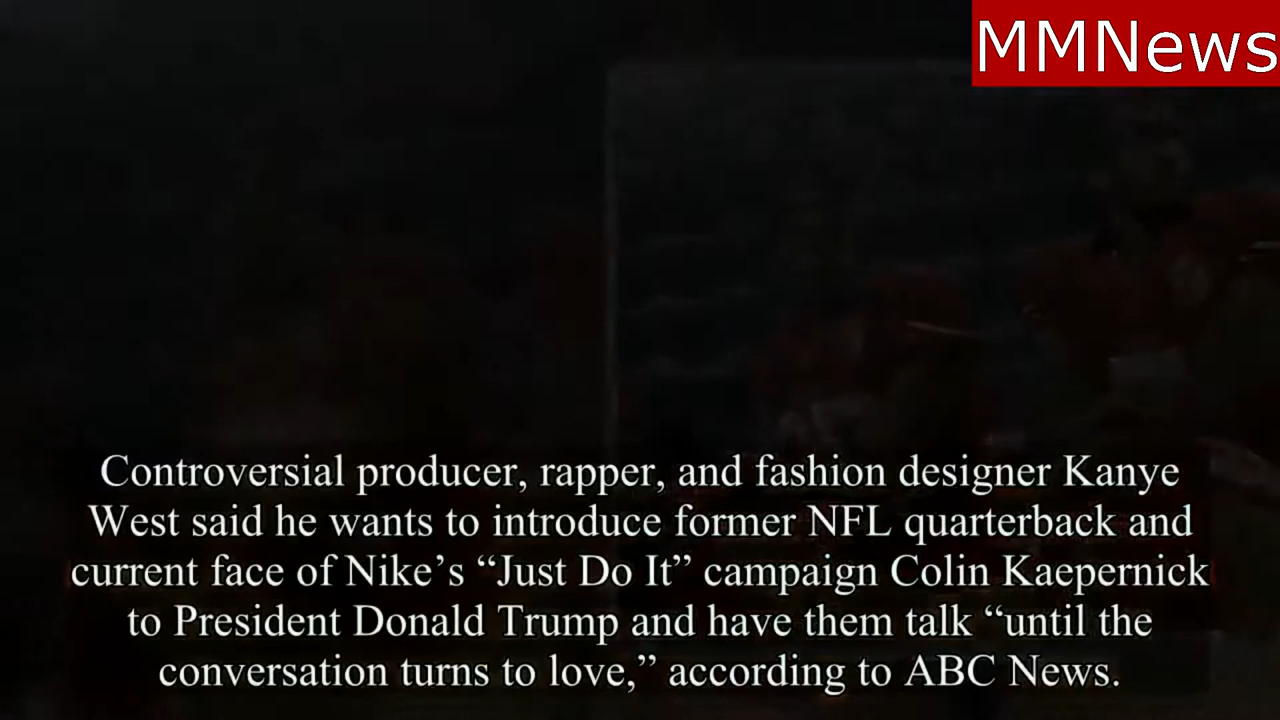 MMNews
Controversial producer, rapper, and fashion designer Kanye
West said he wants to introduce former NFL quarterback and
current face of Nike’s “Just Do It” campaign Colin Kaepernick
to President Donald Trump and have them talk “until the
conversation turns to love,” according to ABC News.